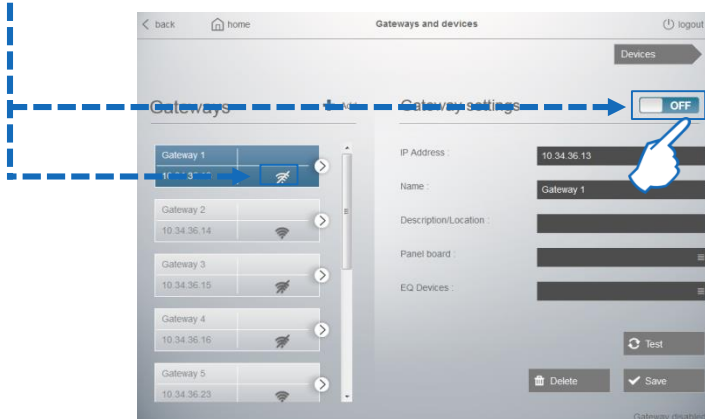 back
home
Gateways and devices
logout
Devices
Gateways
Gateway settings
OFF
Gateway 1
Gateway 2
10.34.36.14
Gateway 3
10.34.36.15
Gateway 4
10.34.36.16
Gateway 5
10.34.36.23
IP Address :
10.34.36.13
Name :
Gateway 1
Description/Location :
Panel board :
EQ Devices :
Test
Delete
Save
Gateway disabled